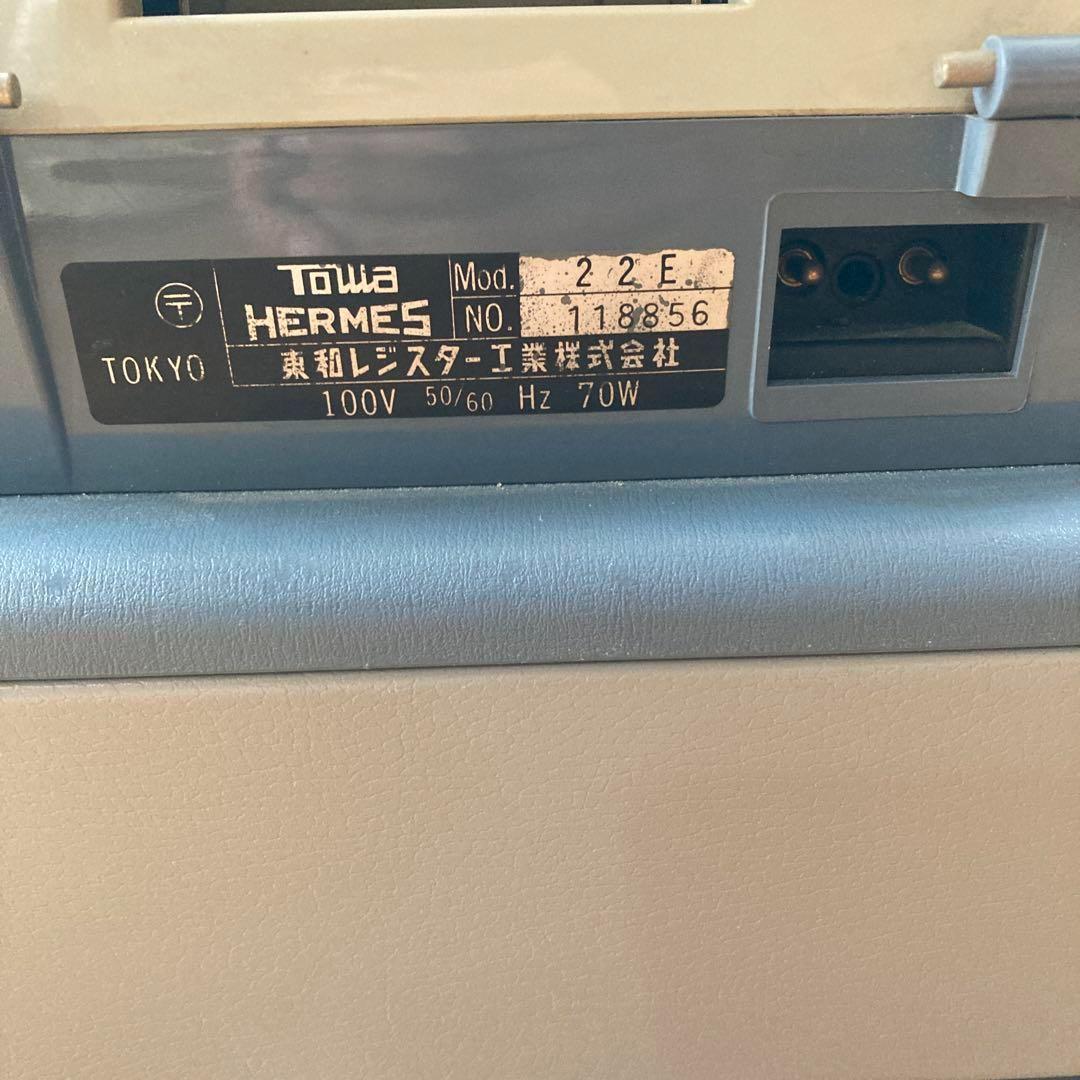 〒
TOKYO
Towa
HERMES
Mod. 22E
NO. 118856
東和レジスター工業株式会社
100V 50/60 Hz 70W